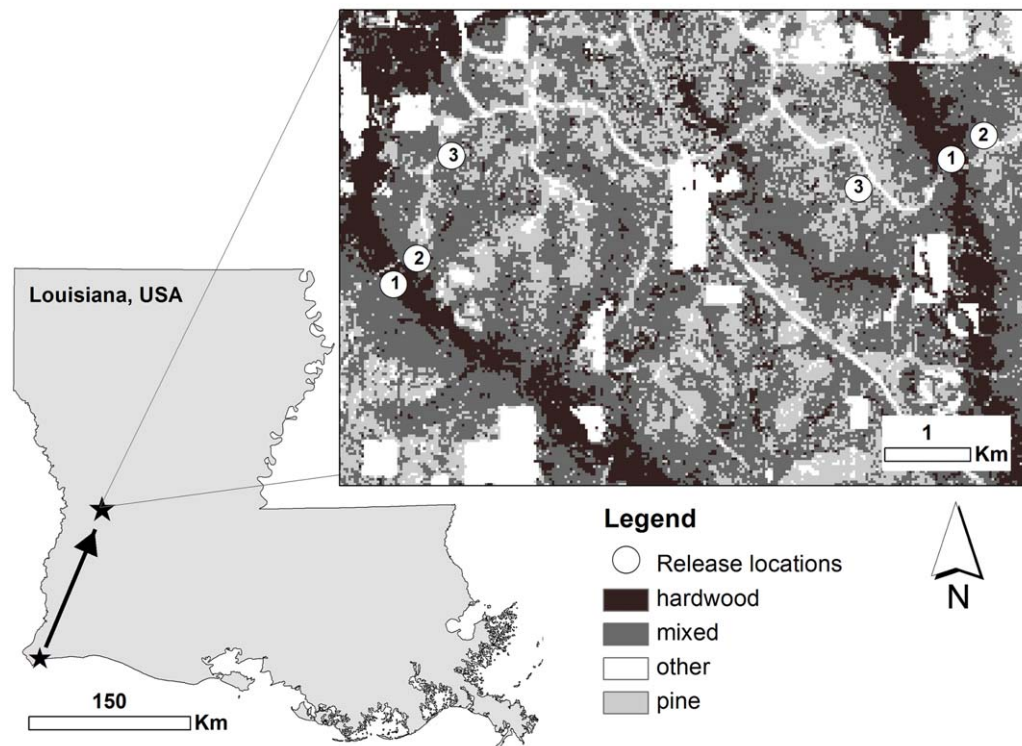 2
1
3
3
2
1
Louisiana, USA
1
Km
Legend
Release locations
hardwood
mixed
other
pine
N
150
Km